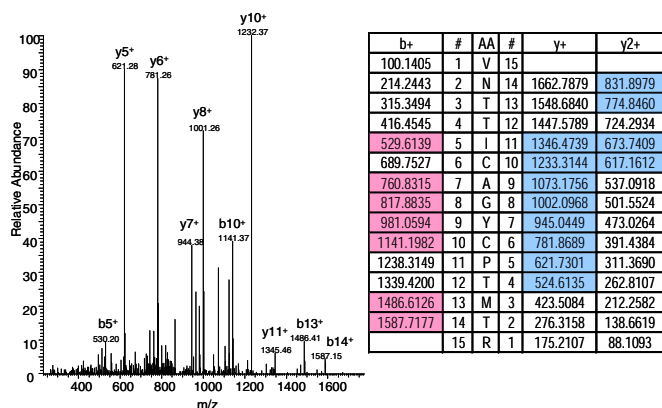 y10+
1232.37
y5+
621.28
y6+
781.26
y8+
1001.26
y7+
944.38
b10+
1141.37
b5+
530.20
y11+
1345.46
b13+
1486.41
b14+
1587.15
100
90
80
70
60
50
40
30
20
10
0
Relative Abundance
400 600 800 1000 1200 1400 1600
m/z
b+ # AA # y+ y2+
100.1405 1 V 15
214.2443 2 N 14 1662.7879 831.8979
315.3494 3 T 13 1548.6840 774.8460
416.4545 4 T 12 1447.5789 724.2934
529.6139 5 I 11 1346.4739 673.7409
689.7527 6 C 10 1233.3144 617.1612
760.8315 7 A 9 1073.1756 537.0918
817.8835 8 G 8 1002.0968 501.5524
981.0594 9 Y 7 945.0449 473.0264
1141.1982 10 C 6 781.8689 391.4384
1238.3149 11 P 5 621.7301 311.3690
1339.4200 12 T 4 524.6135 262.8107
1486.6126 13 M 3 423.5084 212.2582
1587.7177 14 T 2 276.3158 138.6619
15 R 1 175.2107 88.1093